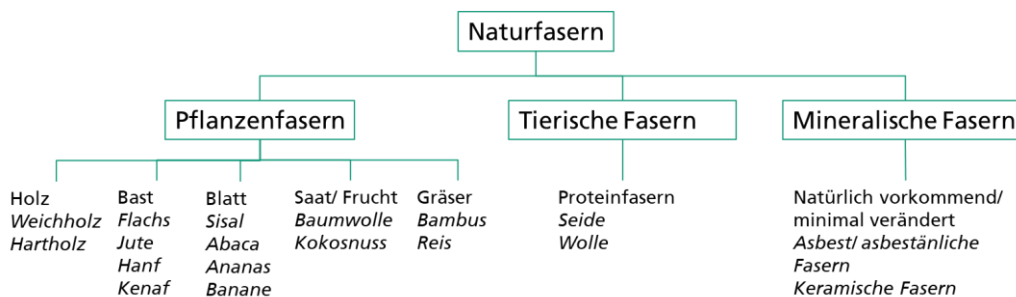 Naturfasern
Pflanzenfasern
Tierische Fasern
Mineralische Fasern
Holz
Weichholz
Hartholz
Bast
Flachs
Jute
Hanf
Kenaf
Blatt
Sisal
Abaca
Ananas
Banane
Saat/ Frucht
Baumwolle
Kokosnuss
Gräser
Bambus
Reis
Proteinfasern
Seide
Wolle
Natürlich vorkommend/
minimal verändert
Asbest/ asbestänliche
Fasern
Keramische Fasern